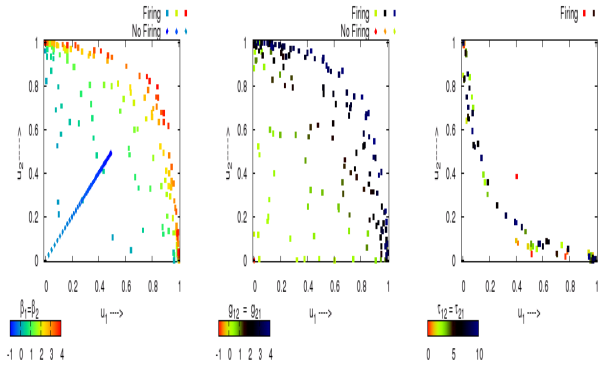 Firing
No Firing
Firing
No Firing
Firing
1
0.8
0.6
0.4
0.2
0
u2 ---->
0 0.2 0.4 0.6 0.8 1
u1 ---->
1
0.8
0.6
0.4
0.2
0
u2 ---->
0 0.2 0.4 0.6 0.8 1
u1 ---->
1
0.8
0.6
0.4
0.2
0
u2 ---->
0 0.2 0.4 0.6 0.8 1
u1 ---->
β1=β2
-1 0 1 2 3 4
g12 = g21
-1 0 1 2 3 4
τ12 = τ21
0 5 10